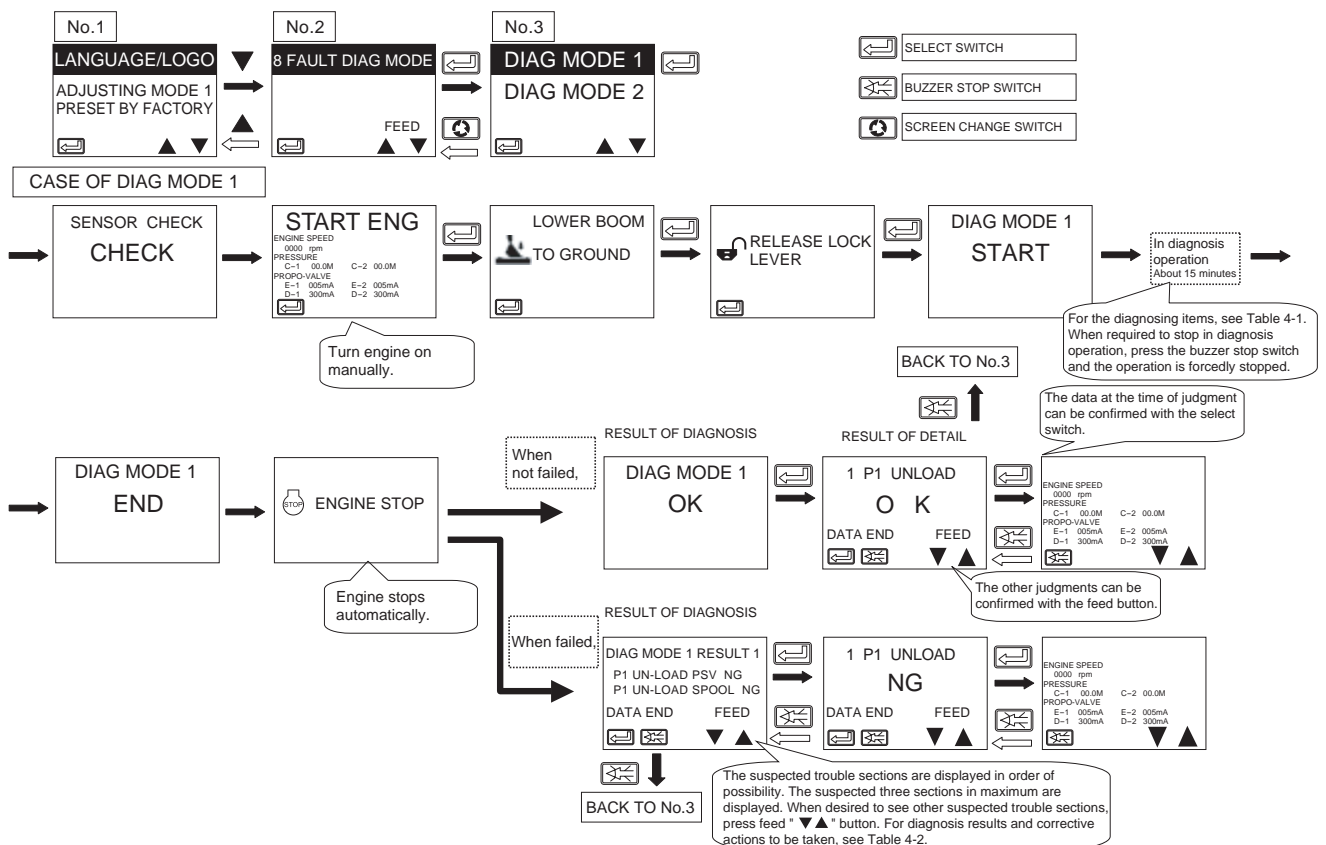 No.1
LANGUAGE/LOGO
ADJUSTING MODE 1
PRESET BY FACTORY
▲ ▼
▼
▲
No.2
8 FAULT DIAG MODE
FEED
▲ ▼
No.3
DIAG MODE 1
DIAG MODE 2
▲ ▼
SELECT SWITCH
BUZZER STOP SWITCH
SCREEN CHANGE SWITCH
CASE OF DIAG MODE 1
SENSOR CHECK
CHECK
START ENG
ENGINE SPEED
0000 rpm
PRESSURE
C−1 00.0M C−2 00.0M
PROPO-VALVE
E−1 005mA E−2 005mA
D−1 300mA D−2 300mA
Turn engine on
manually.
LOWER BOOM
TO GROUND
RELEASE LOCK
LEVER
DIAG MODE 1
START
In diagnosis
operation
About 15 minutes
For the diagnosing items, see Table 4-1.
When required to stop in diagnosis
operation, press the buzzer stop switch
and the operation is forcedly stopped.
DIAG MODE 1
END
STOP
ENGINE STOP
Engine stops
automatically.
When
not failed,
RESULT OF DIAGNOSIS
DIAG MODE 1
OK
BACK TO No.3
RESULT OF DETAIL
1 P1 UNLOAD
O K
DATA END FEED
▼ ▲
The data at the time of judgment
can be confirmed with the select
switch.
ENGINE SPEED
0000 rpm
PRESSURE
C−1 00.0M C−2 00.0M
PROPO-VALVE
E−1 005mA E−2 005mA
D−1 300mA D−2 300mA
▼ ▲
The other judgments can be
confirmed with the feed button.
When failed,
RESULT OF DIAGNOSIS
DIAG MODE 1 RESULT 1
P1 UN-LOAD PSV NG
P1 UN-LOAD SPOOL NG
DATA END FEED
▼ ▲
BACK TO No.3
1 P1 UNLOAD
NG
DATA END FEED
▼ ▲
ENGINE SPEED
0000 rpm
PRESSURE
C−1 00.0M C−2 00.0M
PROPO-VALVE
E−1 005mA E−2 005mA
D−1 300mA D−2 300mA
▼ ▲
The suspected trouble sections are displayed in order of
possibility. The suspected three sections in maximum are
displayed. When desired to see other suspected trouble sections,
press feed " ▼▲ " button. For diagnosis results and corrective
actions to be taken, see Table 4-2.